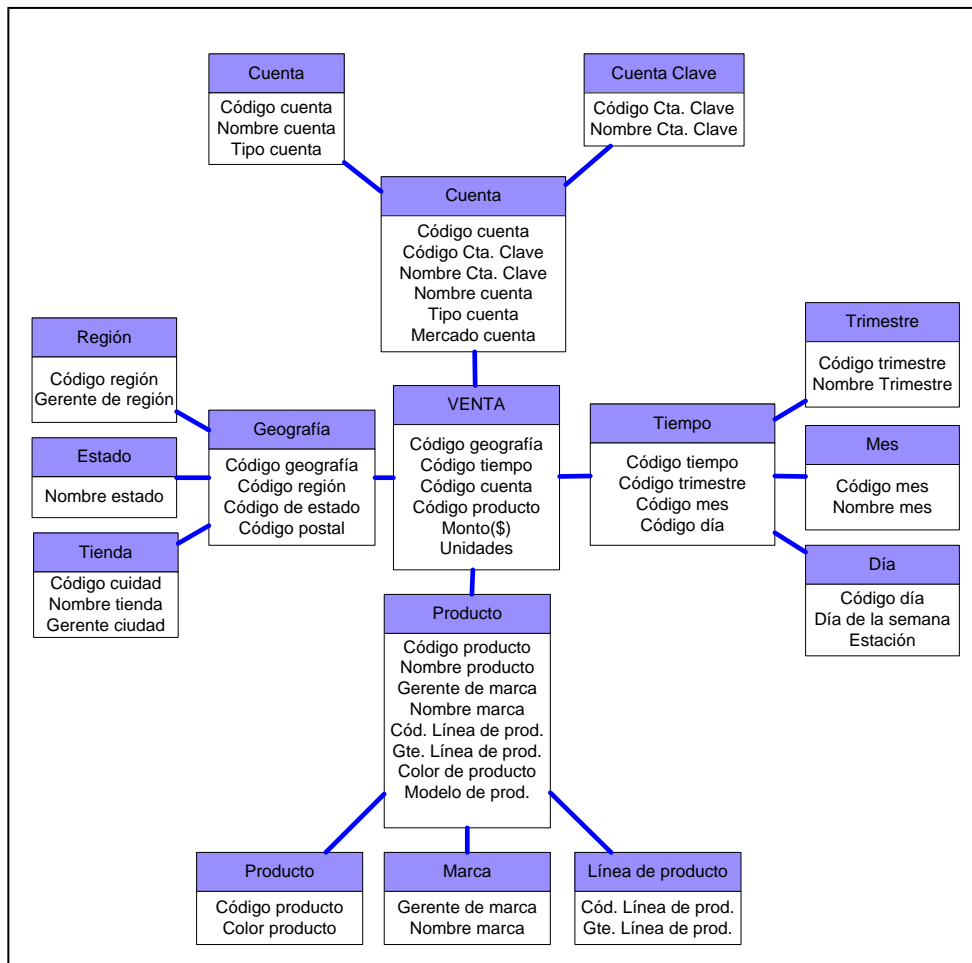 Cuenta
Código cuenta
Nombre cuenta
Tipo cuenta
Cuenta Clave
Código Cta. Clave
Nombre Cta. Clave
Cuenta
Código cuenta
Código Cta. Clave
Nombre Cta. Clave
Nombre cuenta
Tipo cuenta
Mercado cuenta
Región
Código región
Gerente de región
Estado
Nombre estado
Tienda
Código cuidad
Nombre tienda
Gerente ciudad
Geografía
Código geografía
Código región
Código de estado
Código postal
VENTA
Código geografía
Código tiempo
Código cuenta
Código producto
Monto($)
Unidades
Tiempo
Código tiempo
Código trimestre
Código mes
Código día
Trimestre
Código trimestre
Nombre Trimestre
Mes
Código mes
Nombre mes
Día
Código día
Día de la semana
Estación
Producto
Código producto
Nombre producto
Gerente de marca
Nombre marca
Cód. Línea de prod.
Gte. Línea de prod.
Color de producto
Modelo de prod.
Producto
Código producto
Color producto
Marca
Gerente de marca
Nombre marca
Línea de producto
Cód. Línea de prod.
Gte. Línea de prod.